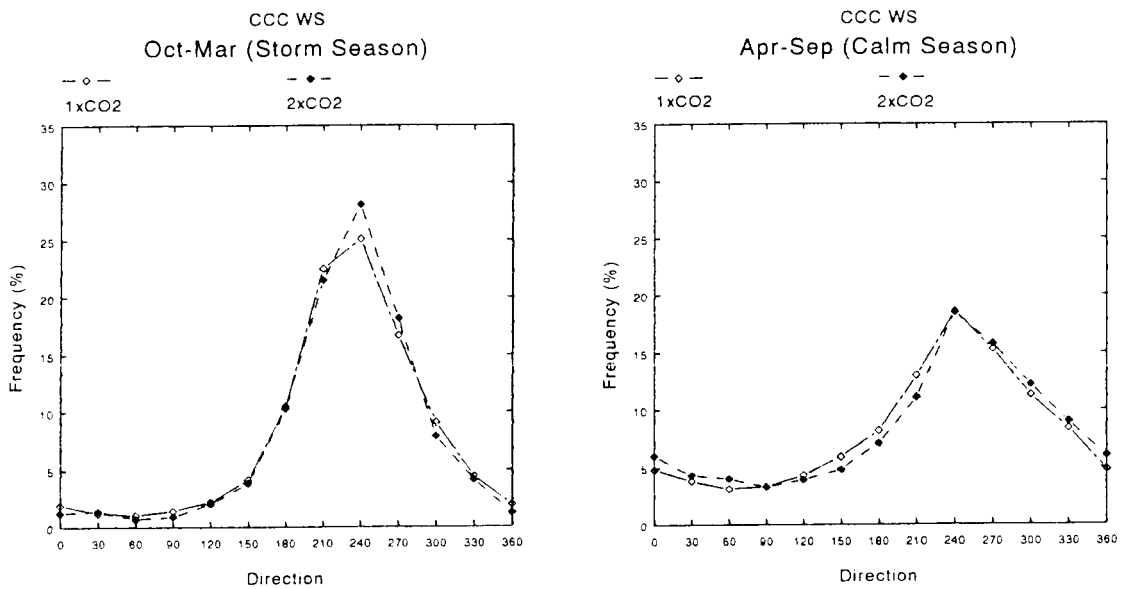 CCC WS
Oct-Mar (Storm Season)
1xCO2 2xCO2
35
30
25
20
15
10
5
0
Frequency (%)
0 30 60 90 120 150 180 210 240 270 300 330 360
Direction
CCC WS
Apr-Sep (Calm Season)
1xCO2 2xCO2
35
30
25
20
15
10
5
0
Frequency (%)
0 30 60 90 120 150 180 210 240 270 300 330 360
Direction